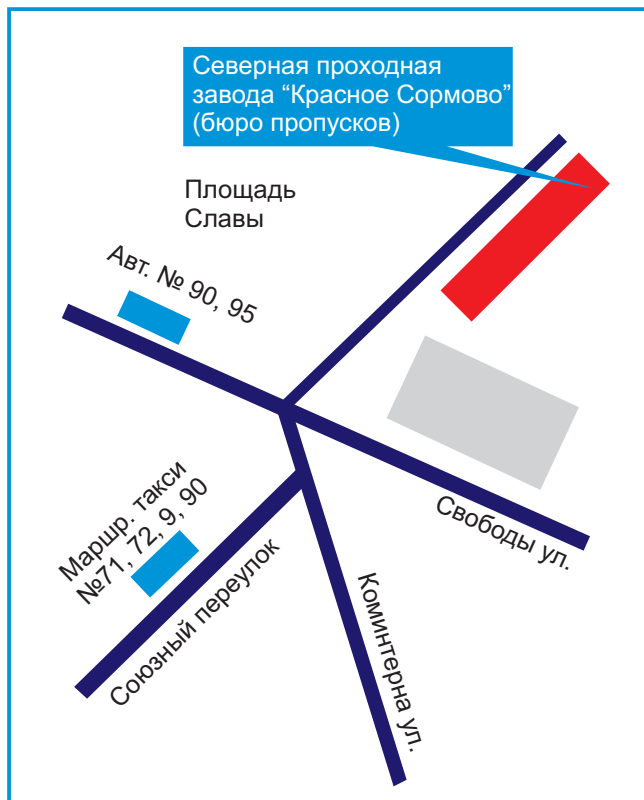 Северная проходная
завода “Красное Сормово”
(бюро пропусков)
Площадь
Славы
Авт. № 90, 95
Маршр. такси
№71, 72, 9, 90
Союзный переулок
Коминтерна ул.
Свободы ул.